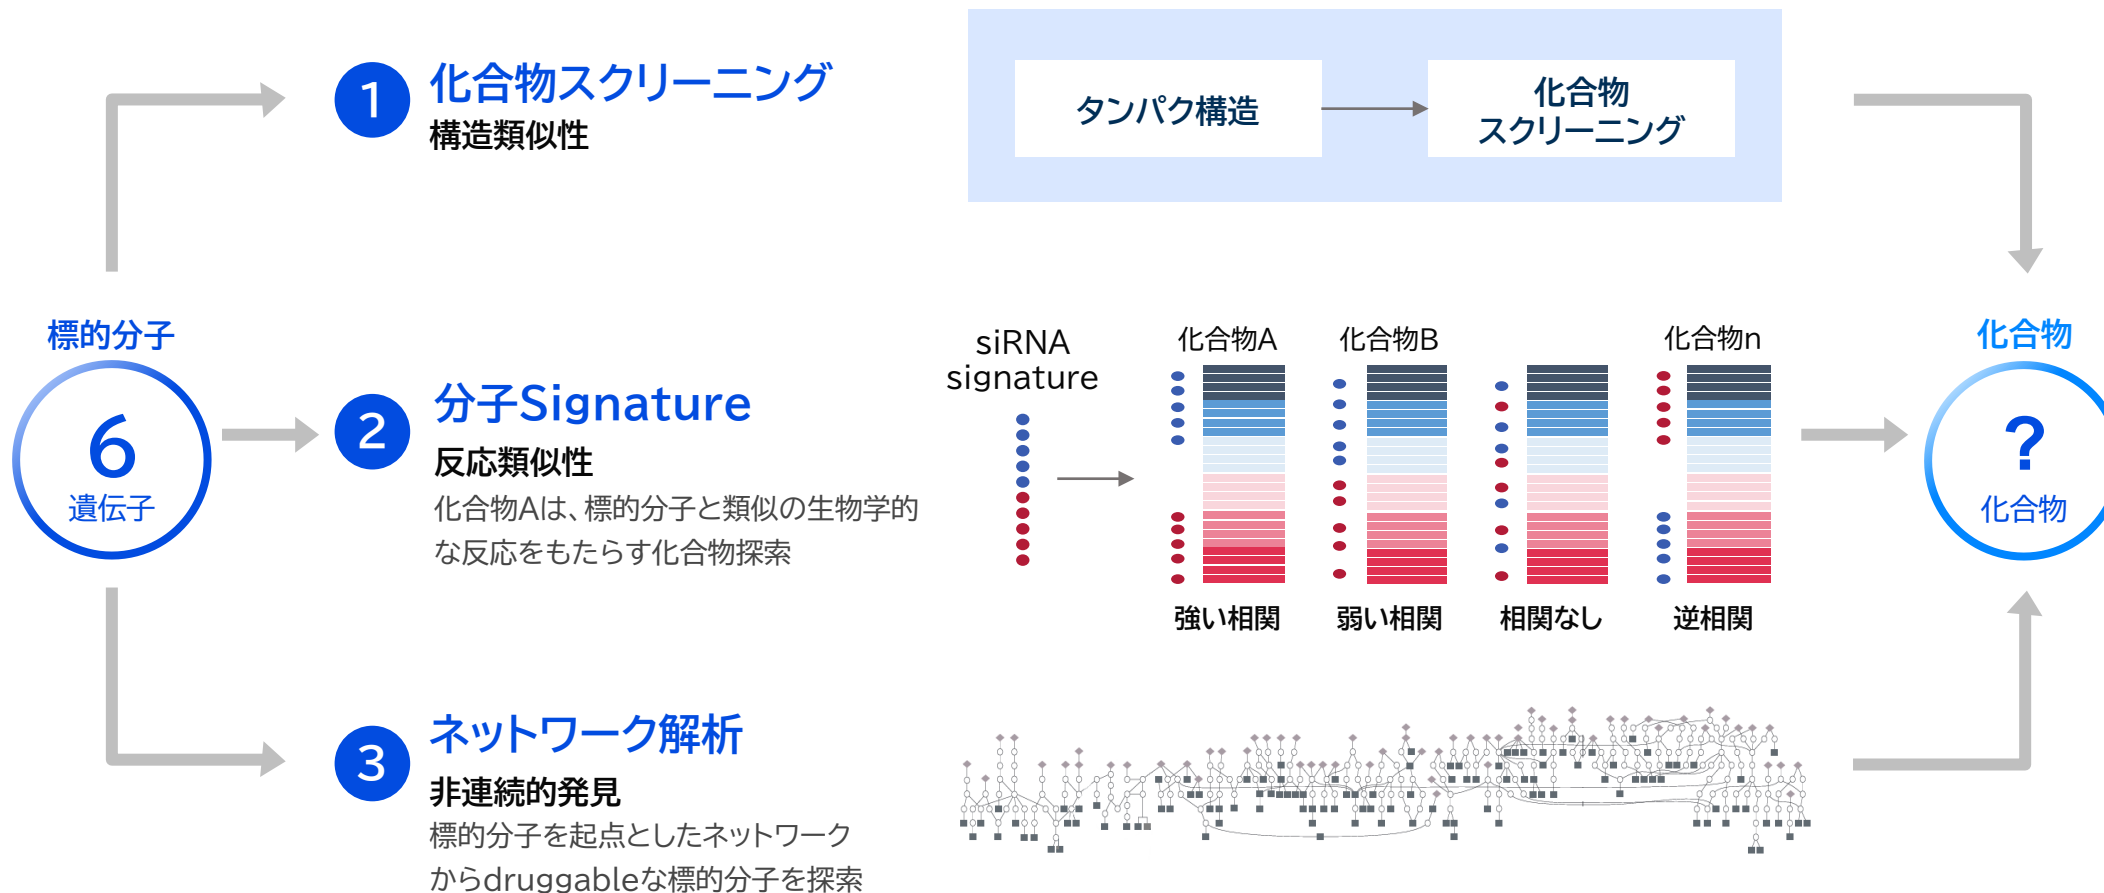 標的分子
6
遺伝子
1
化合物スクリーニング
構造類似性
タンパク構造
化合物
スクリーニング
2
分子Signature
反応類似性
化合物Aは、標的分子と類似の生物学的
な反応をもたらす化合物探索
siRNA
signature
化合物A
化合物B
化合物n
強い相関
弱い相関
相関なし
逆相関
3
ネットワーク解析
非連続的発見
標的分子を起点としたネットワーク
からdruggableな標的分子を探索
化合物
?
化合物